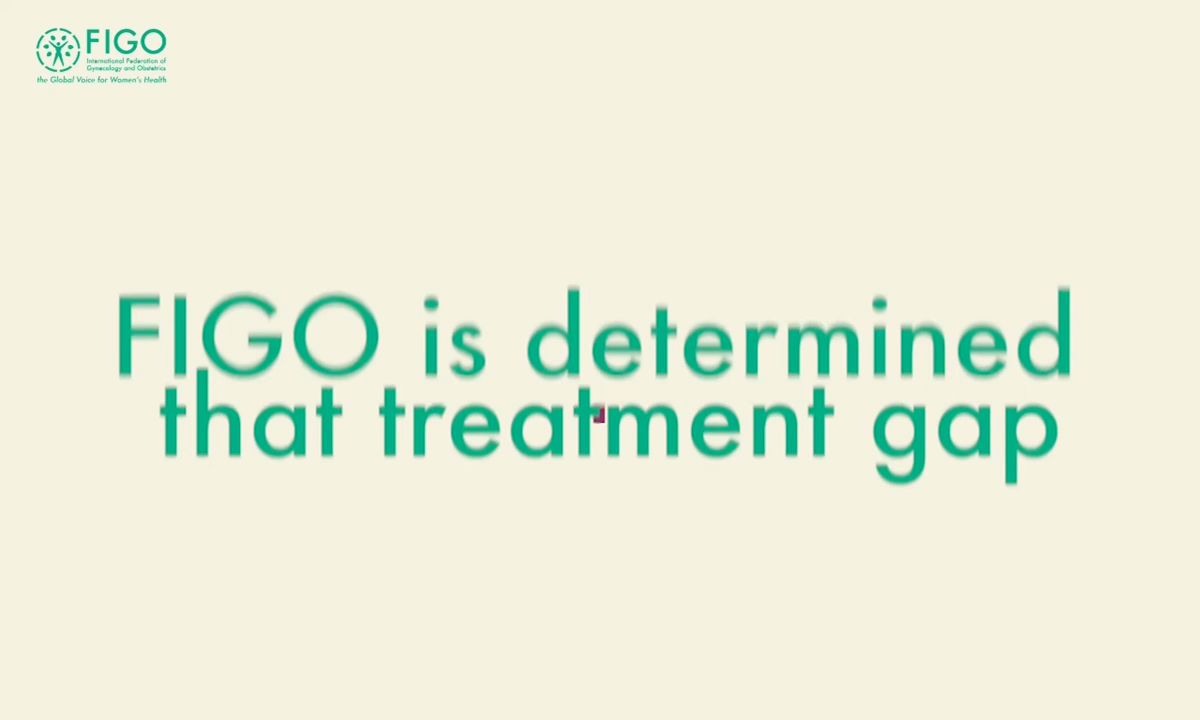 FIGO
International Federation of
Gynecology and Obstetrics
the Global Voice for Women's Health
FIGO is determined
that treatment gap